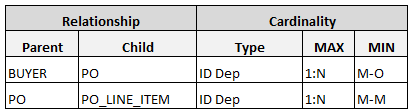 Relationship Cardinality
Parent Child Type MAX MIN
BUYER PO ID Dep 1:N M-O
PO PO_LINE_ITEM ID Dep 1:N M-M